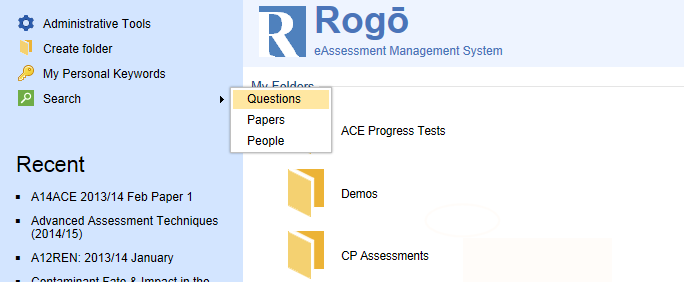 Administrative Tools
Create folder
My Personal Keywords
Search
Recent
A14ACE 2013/14 Feb Paper 1
Advanced Assessment Techniques
(2014/15)
A12REN: 2013/14 January
Contaminant Fate & Impact in the
R
Rogō
eAssessment Management System
My Folders
Questions
Papers
People
ACE Progress Tests
Demos
CP Assessments